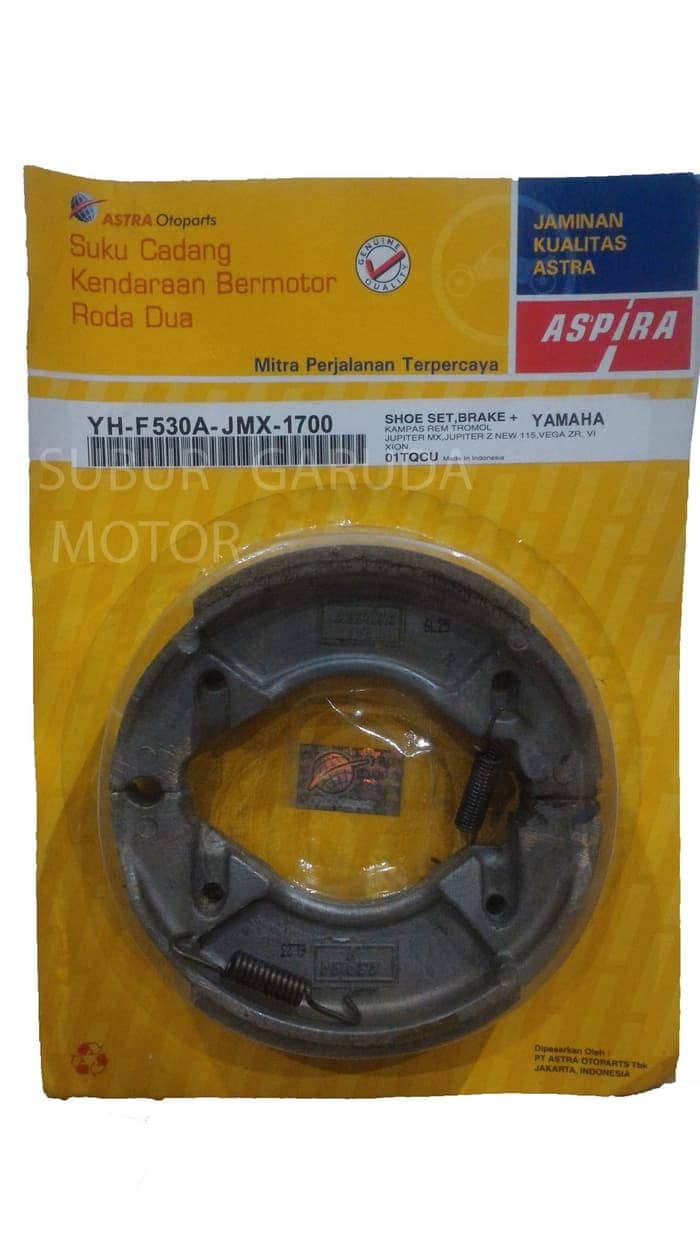 ASTRA Otoparts
Suku Cadang
Kendaraan Bermotor
Roda Dua
GENUINE
QUALITY
JAMINAN
KUALITAS
ASTRA
ASPIRA
Mitra Perjalanan Terpercaya
YH-F530A-JMX-1700
SHOE SET,BRAKE + YAMAHA
KAMPAS REM TROMOL
JUPITER MX,JUPITER Z NEW 115,VEGA ZR, VI
XION.
01TQCU Made In Indonesia
SUBUR GARUDA
MOTOR
6L25
Dipasarkan Oleh :
PT ASTRA OTOPARTS Tbk
JAKARTA, INDONESIA